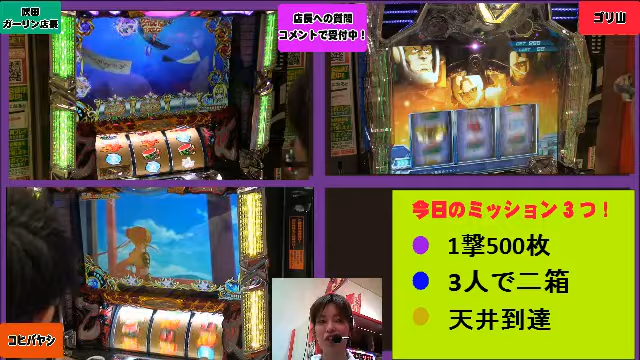 原田
ガーリン店長
店長への質問
コメントで受付中！
ゴリ山
今日のミッション３つ！
1撃500枚
3人で二箱
天井到達
コヒバヤシ